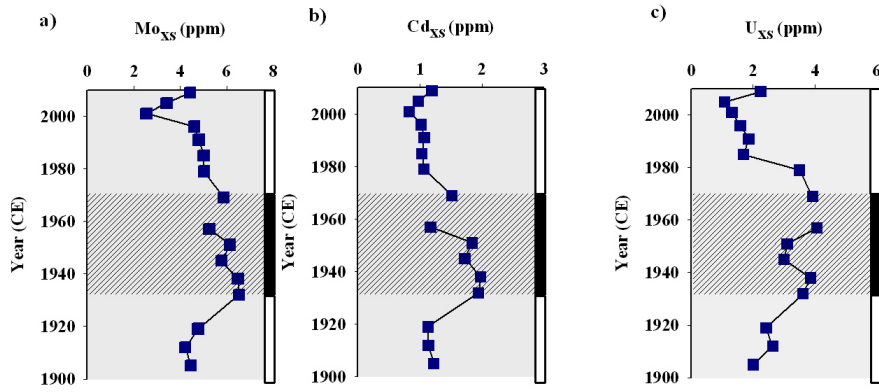 a)
Mo_XS (ppm)
0 2 4 6 8
2000
1980
1960
1940
1920
1900
Year (CE)
b)
Cd_XS (ppm)
0 1 2 3
2000
1980
1960
1940
1920
1900
Year (CE)
c)
U_XS (ppm)
0 2 4 6
2000
1980
1960
1940
1920
1900
Year (CE)